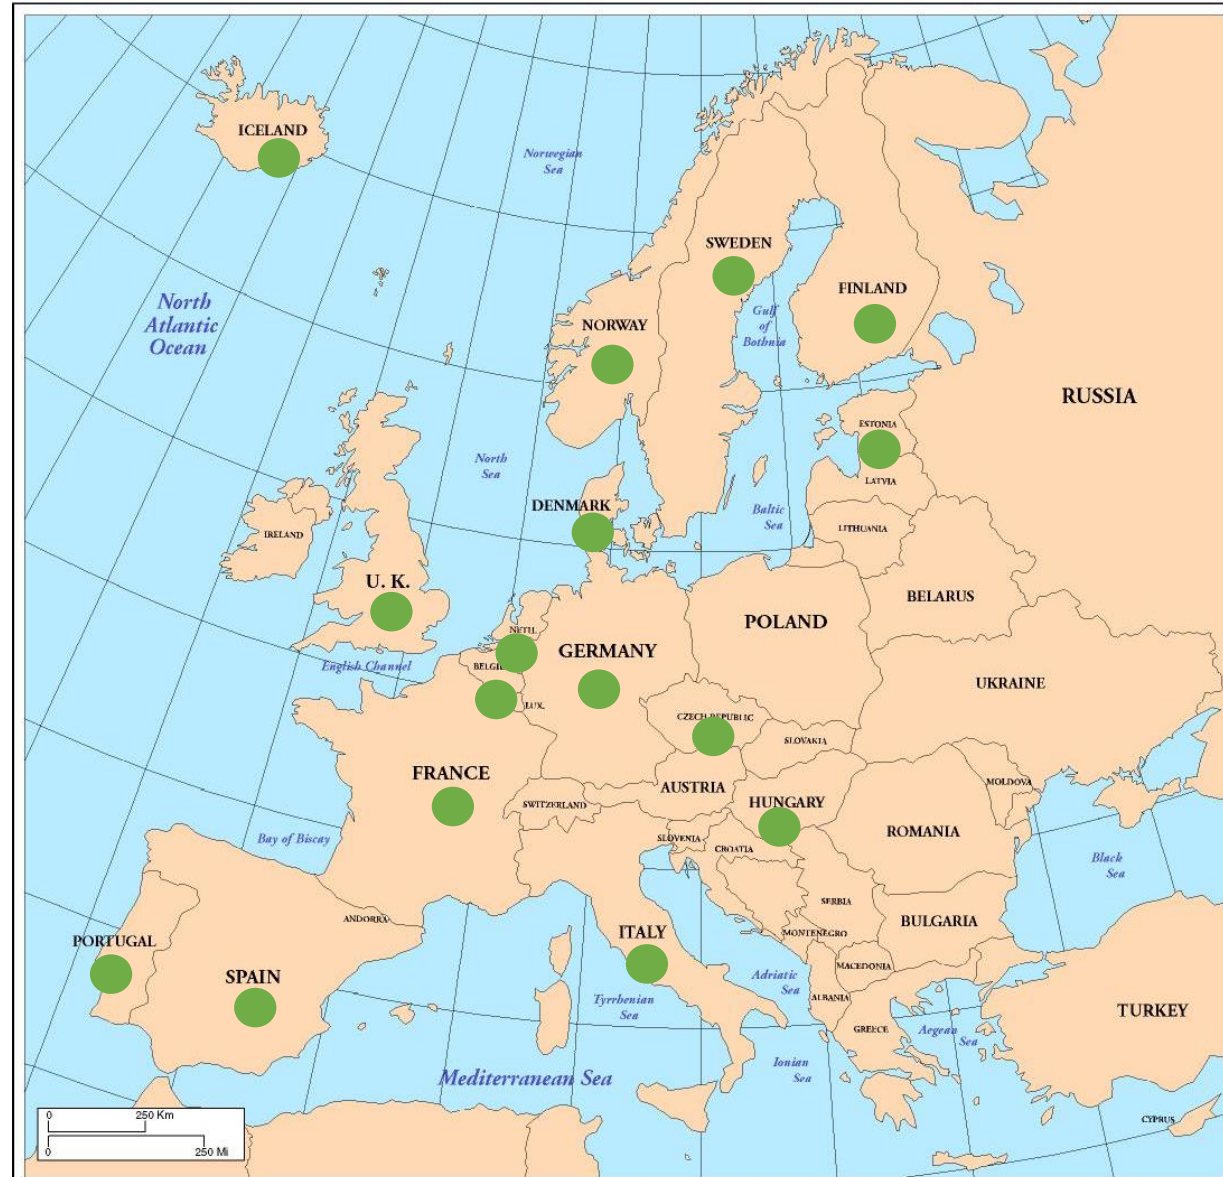 ICELAND
Norwegian
Sea
SWEDEN
FINLAND
North
Atlantic
Ocean
NORWAY
Gulf
of
Bothnia
RUSSIA
ESTONIA
North
Sea
LATVIA
DENMARK
Baltic
Sea
LITHUANIA
IRELAND
U. K.
BELARUS
POLAND
NETH.
GERMANY
English Channel
LUX.
UKRAINE
CZECH REPUBLIC
SLOVAKIA
FRANCE
AUSTRIA
MOLDOVA
SWITZERLAND
HUNGARY
ROMANIA
Bay of Biscay
SLOVENIA
CROATIA
Black
Sea
SERBIA
ANDORRA
BULGARIA
ITALY
MONTENEGRO
PORTUGAL
MACEDONIA
SPAIN
Adriatic
Sea
ALBANIA
Tyrrhenian
Sea
TURKEY
GREECE
Aegean
Sea
Ionian
Sea
Mediterranean Sea
0 250 Km
0 250 Mi
CYPRUS